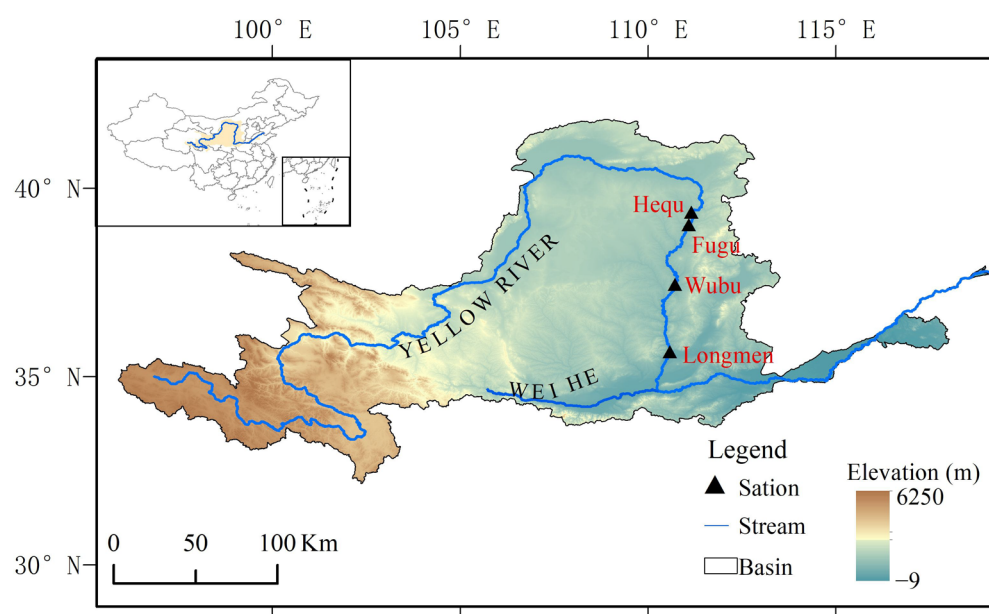 100° E 105° E 110° E 115° E
40° N
Hequ
Fugu
YELLOW RIVER
Wubu
Longmen
35° N
WEI HE
Legend
Sation
Stream
Basin
Elevation (m)
6250
−9
0 50 100 Km
30° N